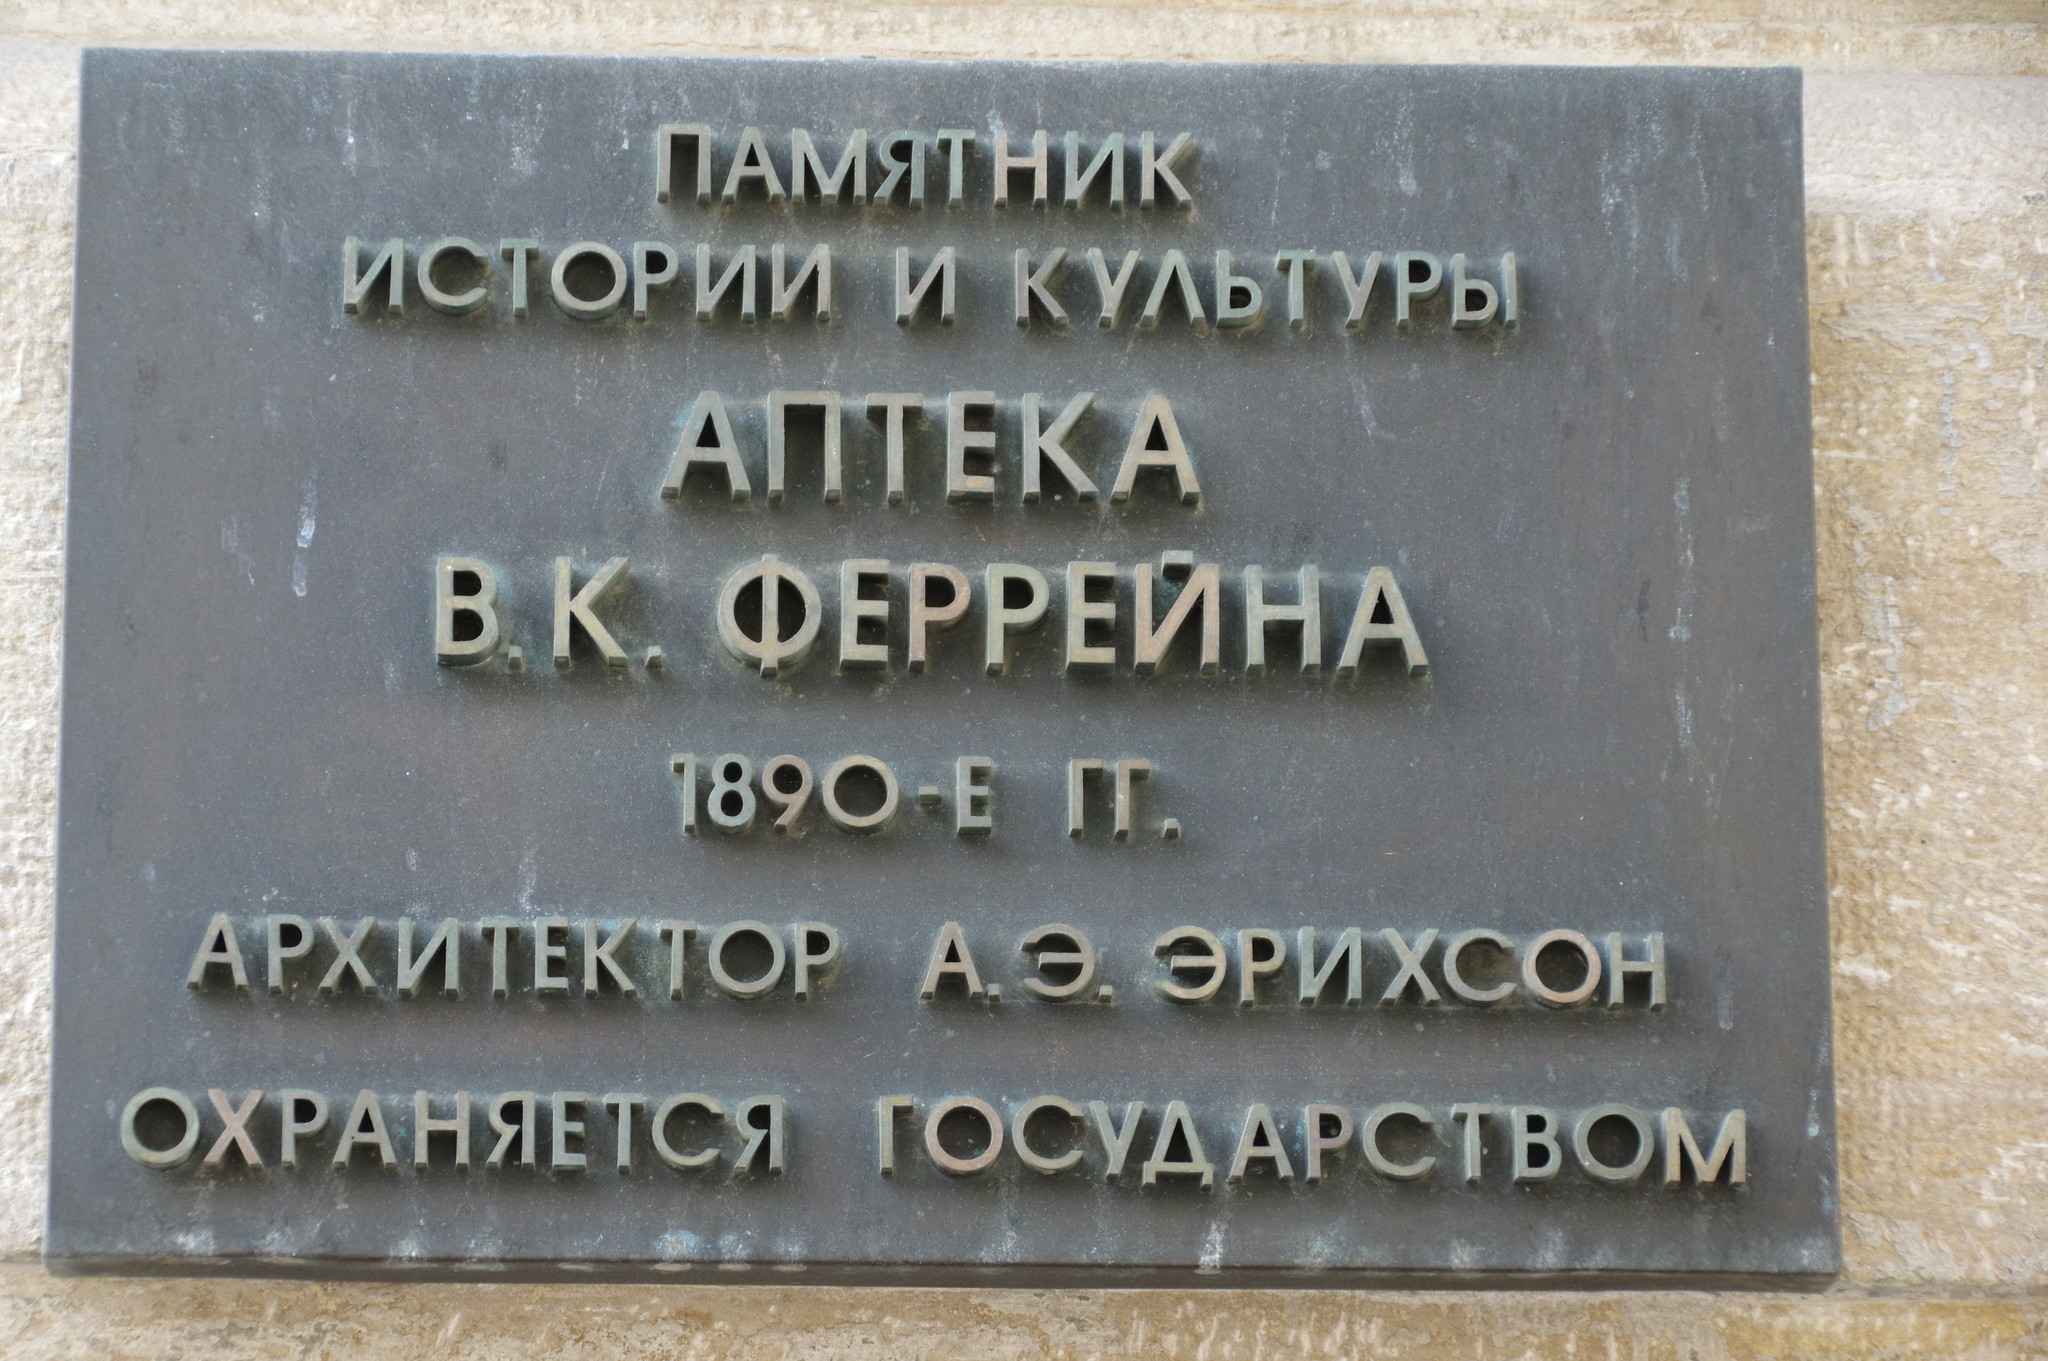 ПАМЯТНИК
ИСТОРИИ И КУЛЬТУРЫ
АПТЕКА
В.К. ФЕРРЕЙНА
1890-Е ГГ.
АРХИТЕКТОР А.Э. ЭРИХСОН
ОХРАНЯЕТСЯ ГОСУДАРСТВОМ